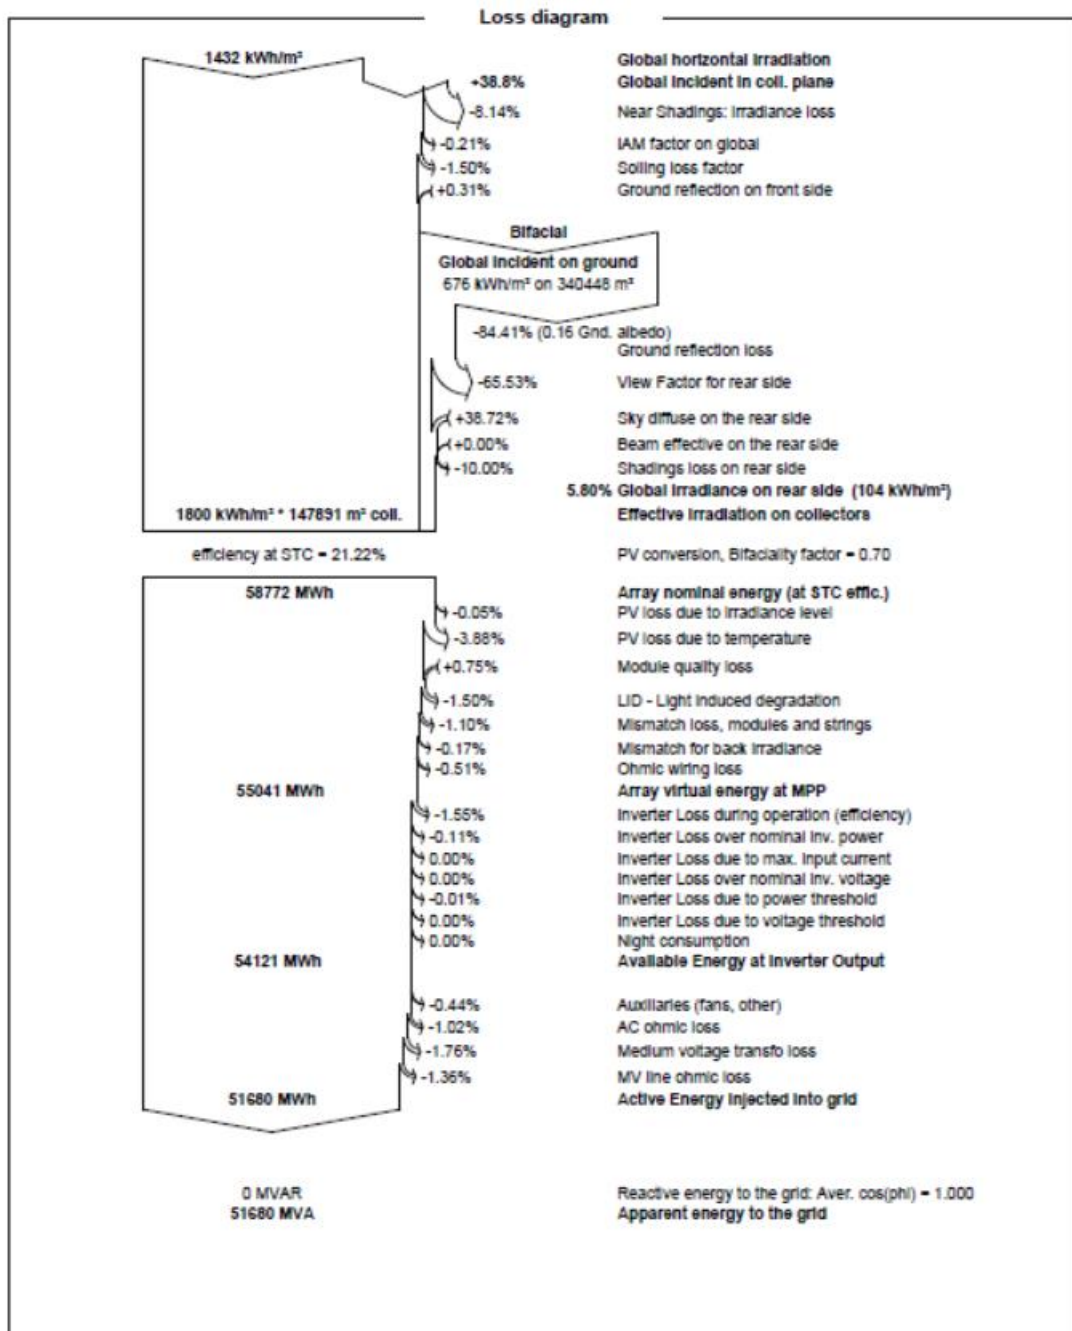 Loss diagram
1432 kWh/m² Global horizontal irradiation
+38.8% Global incident in coll. plane
-8.14% Near Shadings: irradiance loss
-0.21% IAM factor on global
-1.50% Soiling loss factor
+0.31% Ground reflection on front side
Bifacial
Global incident on ground
676 kWh/m² on 340448 m²
-84.41% (0.16 Gnd. albedo)
Ground reflection loss
-65.53% View Factor for rear side
+38.72% Sky diffuse on the rear side
+0.00% Beam effective on the rear side
-10.00% Shadings loss on rear side
5.80% Global Irradiance on rear side (104 kWh/m²)
1800 kWh/m² * 147891 m² coll. Effective irradiation on collectors
efficiency at STC = 21.22% PV conversion, Bifaciality factor = 0.70
58772 MWh Array nominal energy (at STC effic.)
-0.05% PV loss due to irradiance level
-3.88% PV loss due to temperature
+0.75% Module quality loss
-1.50% LID - Light induced degradation
-1.10% Mismatch loss, modules and strings
-0.17% Mismatch for back irradiance
-0.51% Ohmic wiring loss
55041 MWh Array virtual energy at MPP
-1.55% Inverter Loss during operation (efficiency)
-0.11% Inverter Loss over nominal inv. power
0.00% Inverter Loss due to max. input current
0.00% Inverter Loss over nominal inv. voltage
-0.01% Inverter Loss due to power threshold
0.00% Inverter Loss due to voltage threshold
0.00% Night consumption
54121 MWh Available Energy at Inverter Output
-0.44% Auxiliaries (fans, other)
-1.02% AC ohmic loss
-1.76% Medium voltage transfo loss
-1.36% MV line ohmic loss
51680 MWh Active Energy injected into grid
0 MVAR Reactive energy to the grid: Aver. cos(phi) = 1.000
51680 MVA Apparent energy to the grid